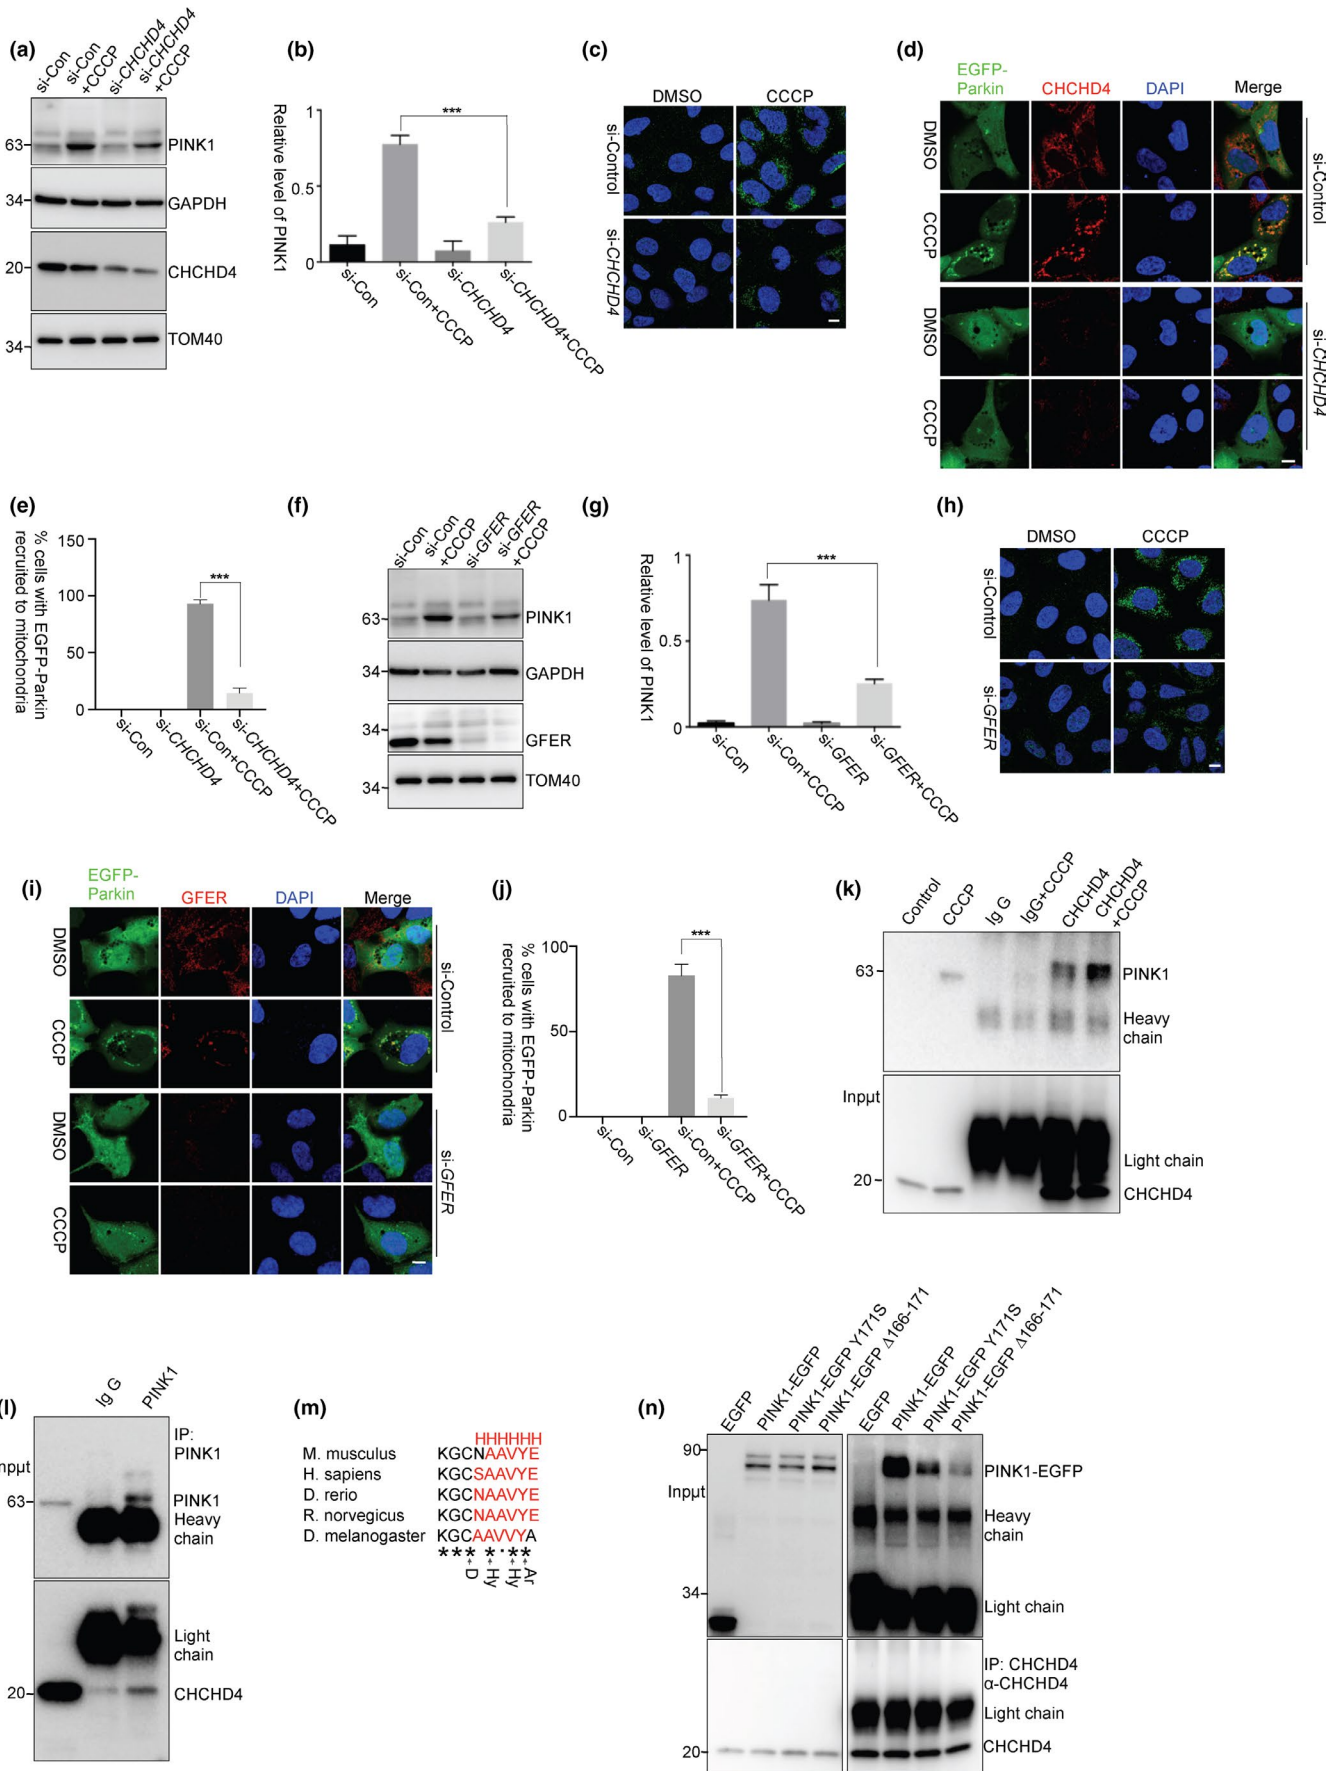 (a)
si-Con
si-Con
+CCCP
si-CHCHD4
si-CHCHD4
+CCCP
63
PINK1
34
GAPDH
20
CHCHD4
34
TOM40
(b)
Relative level of PINK1
1
0.5
0
***
si-Con
si-Con+CCCP
si-CHCHD4
si-CHCHD4+CCCP
(c)
DMSO CCCP
si-Control
si-CHCHD4
(d)
EGFP-
Parkin CHCHD4 DAPI Merge
DMSO
CCCP
DMSO
CCCP
si-Control
si-CHCHD4
(e)
% cells with EGFP-Parkin
recruited to mitochondria
150
100
50
0
***
si-Con
si-CHCHD4
si-Con+CCCP
si-CHCHD4+CCCP
(f)
si-Con
si-Con
+CCCP
si-GFER
si-GFER
+CCCP
63
PINK1
34
GAPDH
34
GFER
34
TOM40
(g)
Relative level of PINK1
1
0.5
0
***
si-Con
si-Con+CCCP
si-GFER
si-GFER+CCCP
(h)
DMSO CCCP
si-Control
si-GFER
(i)
EGFP-
Parkin GFER DAPI Merge
DMSO
CCCP
DMSO
CCCP
si-Control
si-GFER
(j)
% cells with EGFP-Parkin
recruited to mitochondria
100
50
0
***
si-Con
si-GFER
si-Con+CCCP
si-GFER+CCCP
(k)
Control
CCCP
Ig G
IgG+CCCP
CHCHD4
CHCHD4
+CCCP
63
PINK1
Heavy
chain
Inpμt
Light chain
20
CHCHD4
(l)
Ig G
PINK1
IP:
PINK1
npμt
63
PINK1
Heavy
chain
Light
chain
20
CHCHD4
(m)
HHHHHH
M. musculus KGCNAAVYE
H. sapiens KGCSAAVYE
D. rerio KGCNAAVYE
R. norvegicus KGCNAAVYE
D. melanogaster KGCAAVVYA
*** *·**
D
Hy
Hy
Ar
(n)
EGFP
PINK1-EGFP
PINK1-EGFP Y171S
PINK1-EGFP Δ166-171
EGFP
PINK1-EGFP
PINK1-EGFP Y171S
PINK1-EGFP Δ166-171
90
PINK1-EGFP
Input
Heavy
chain
34
Light chain
IP: CHCHD4
α-CHCHD4
Light chain
20
CHCHD4